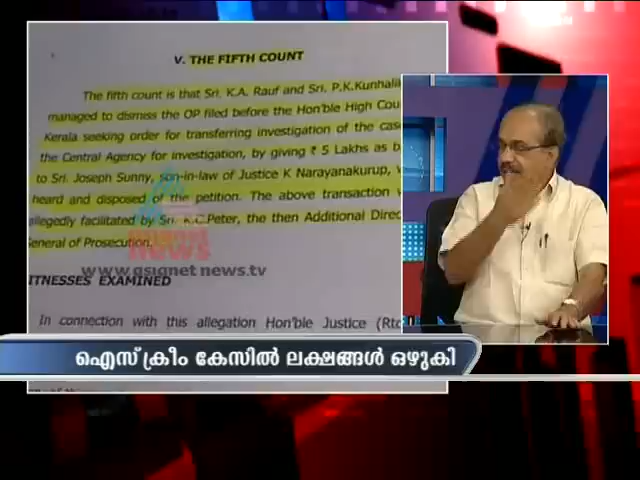 V. THE FIFTH COUNT
The fifth count is that Sri. K.A. Rauf and Sri. P.K.Kunhali
managed to dismiss the OP filed before the Hon'ble High Cou
Kerala seeking order for transferring investigation of the cas
the Central Agency for investigation, by giving ₹ 5 Lakhs as b
to Sri. Joseph Sunny, son-in-law of Justice K Narayanakurup, w
heard and disposed of the petition. The above transaction
allegedly facilitated by Sri. K.C.Peter, the then Additional Direc
General of Prosecution.
asianet
news
www.asianetnews.tv
ITNESSES EXAMINED
In connection with this allegation Hon'ble Justice (Rtd
ഐസ്ക്രീം കേസിൽ ലക്ഷങ്ങൾ ഒഴുകി